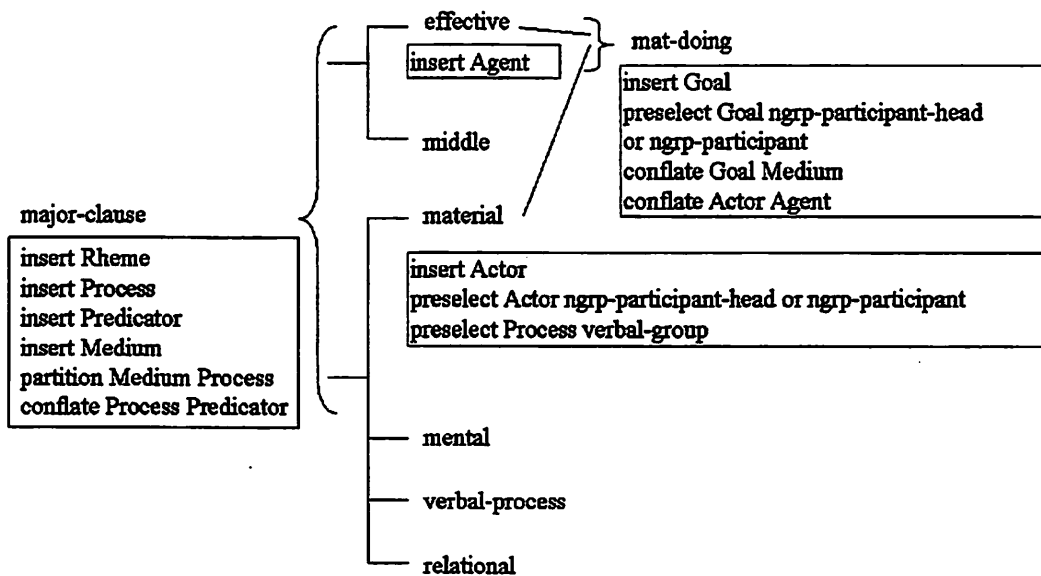 effective
mat-doing
insert Agent
insert Goal
preselect Goal ngrp-participant-head
or ngrp-participant
conflate Goal Medium
conflate Actor Agent
middle
major-clause
material
insert Rheme
insert Process
insert Predicator
insert Medium
partition Medium Process
conflate Process Predicator
insert Actor
preselect Actor ngrp-participant-head or ngrp-participant
preselect Process verbal-group
mental
verbal-process
relational